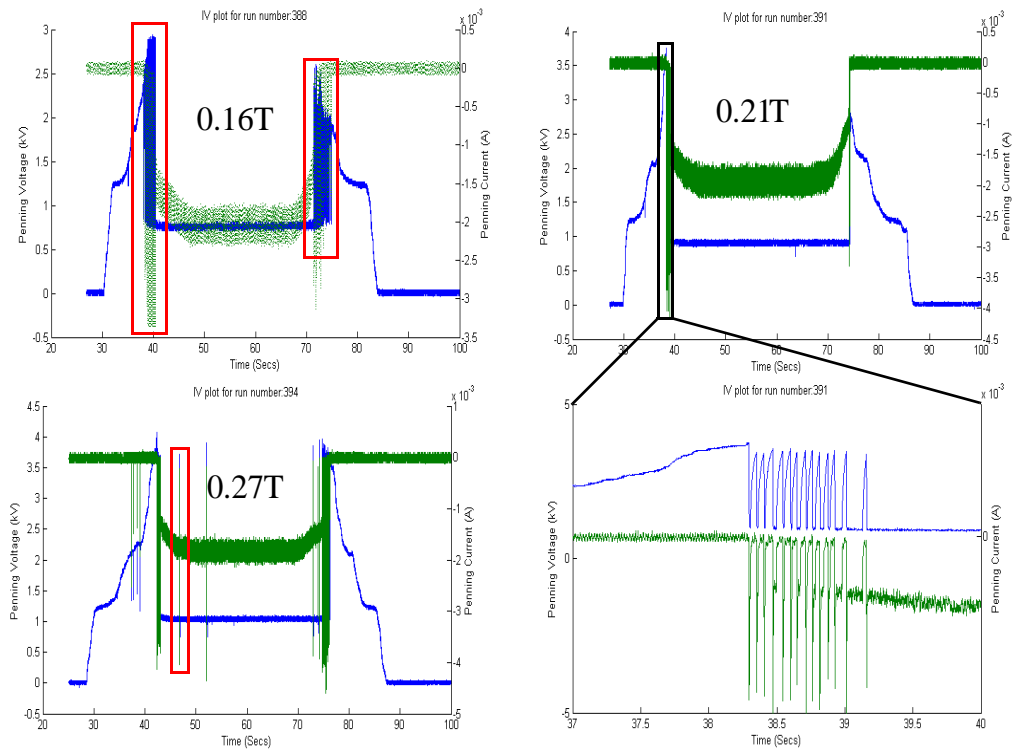 IV plot for run number:388
x 10⁻³
3
2.5
2
1.5
1
0.5
0
-0.5
0.5
0
-0.5
-1
-1.5
-2
-2.5
-3
-3.5
20 30 40 50 60 70 80 90 100
Penning Voltage (kV)
Penning Current (A)
Time (Secs)
0.16T
IV plot for run number:391
x 10⁻³
4
3.5
3
2.5
2
1.5
1
0.5
0
-0.5
0.5
0
-0.5
-1
-1.5
-2
-2.5
-3
-3.5
-4
-4.5
20 30 40 50 60 70 80 90 100
Penning Voltage (kV)
Penning Current (A)
Time (Secs)
0.21T
IV plot for run number:394
x 10⁻³
4.5
4
3.5
3
2.5
2
1.5
1
0.5
0
-0.5
1
0
-1
-2
-3
-4
-5
20 30 40 50 60 70 80 90 100
Penning Voltage (kV)
Penning Current (A)
Time (Secs)
0.27T
IV plot for run number:391
x 10⁻³
5
0
-5
0
37 37.5 38 38.5 39 39.5 40
Penning Voltage (kV)
Penning Current (A)
Time (Secs)